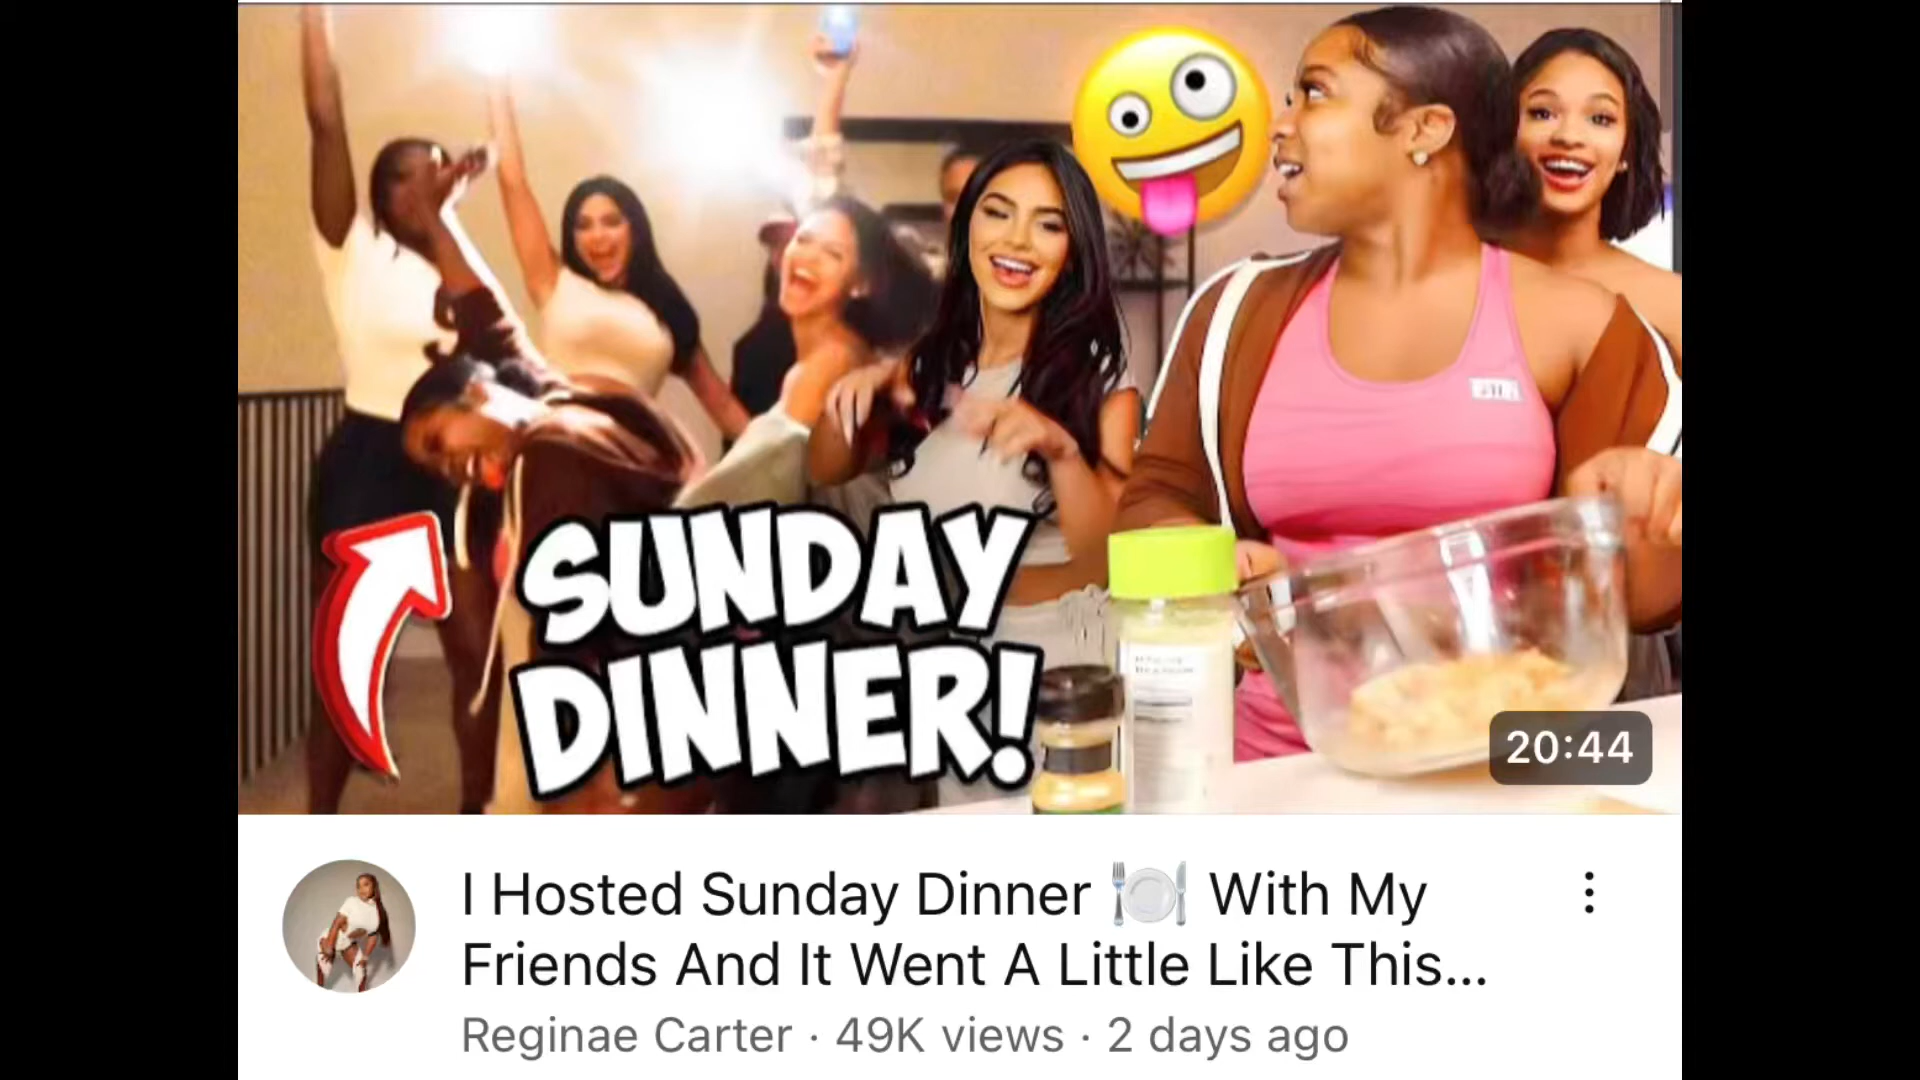 SUNDAY
DINNER!
20:44
I Hosted Sunday Dinner 🍽️ With My
Friends And It Went A Little Like This...
Reginae Carter · 49K views · 2 days ago